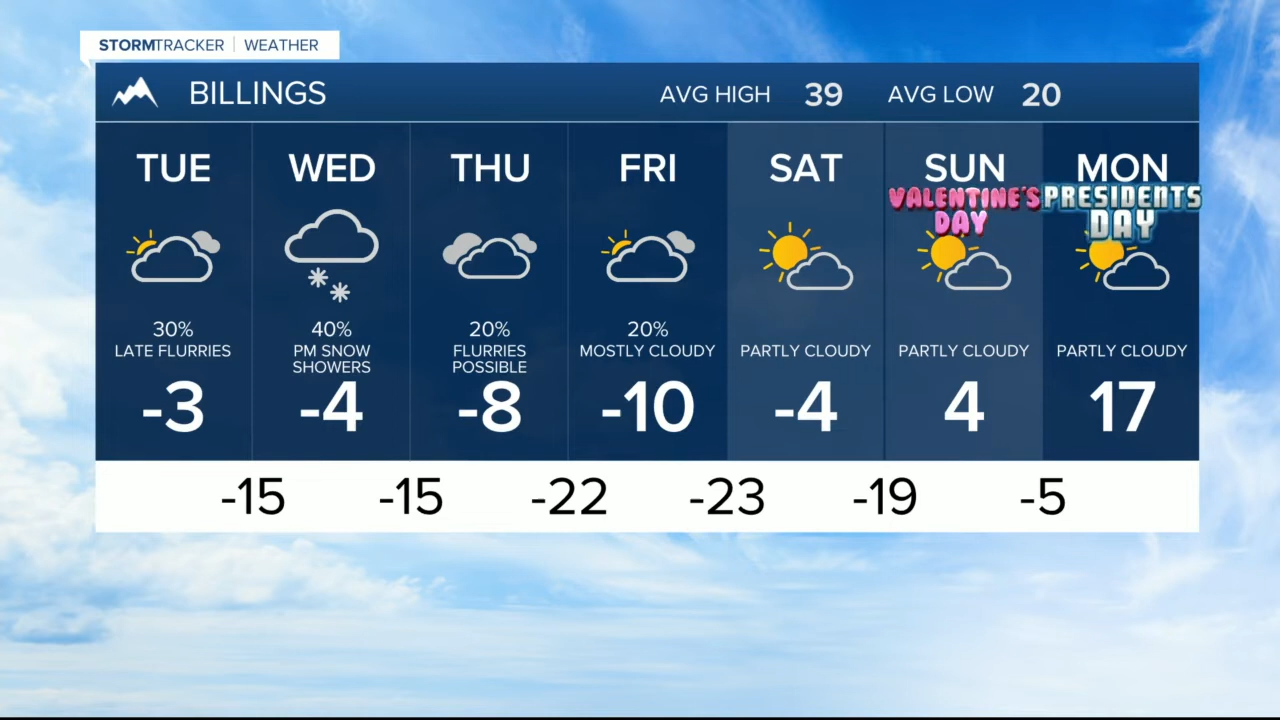 STORMTRACKER | WEATHER
BILLINGS AVG HIGH 39 AVG LOW 20
TUE WED THU FRI SAT SUN MON
VALENTINE'S DAY
PRESIDENTS DAY
30% 40% 20% 20%
LATE FLURRIES PM SNOW SHOWERS FLURRIES POSSIBLE MOSTLY CLOUDY PARTLY CLOUDY PARTLY CLOUDY PARTLY CLOUDY
-3 -4 -8 -10 -4 4 17
-15 -15 -22 -23 -19 -5